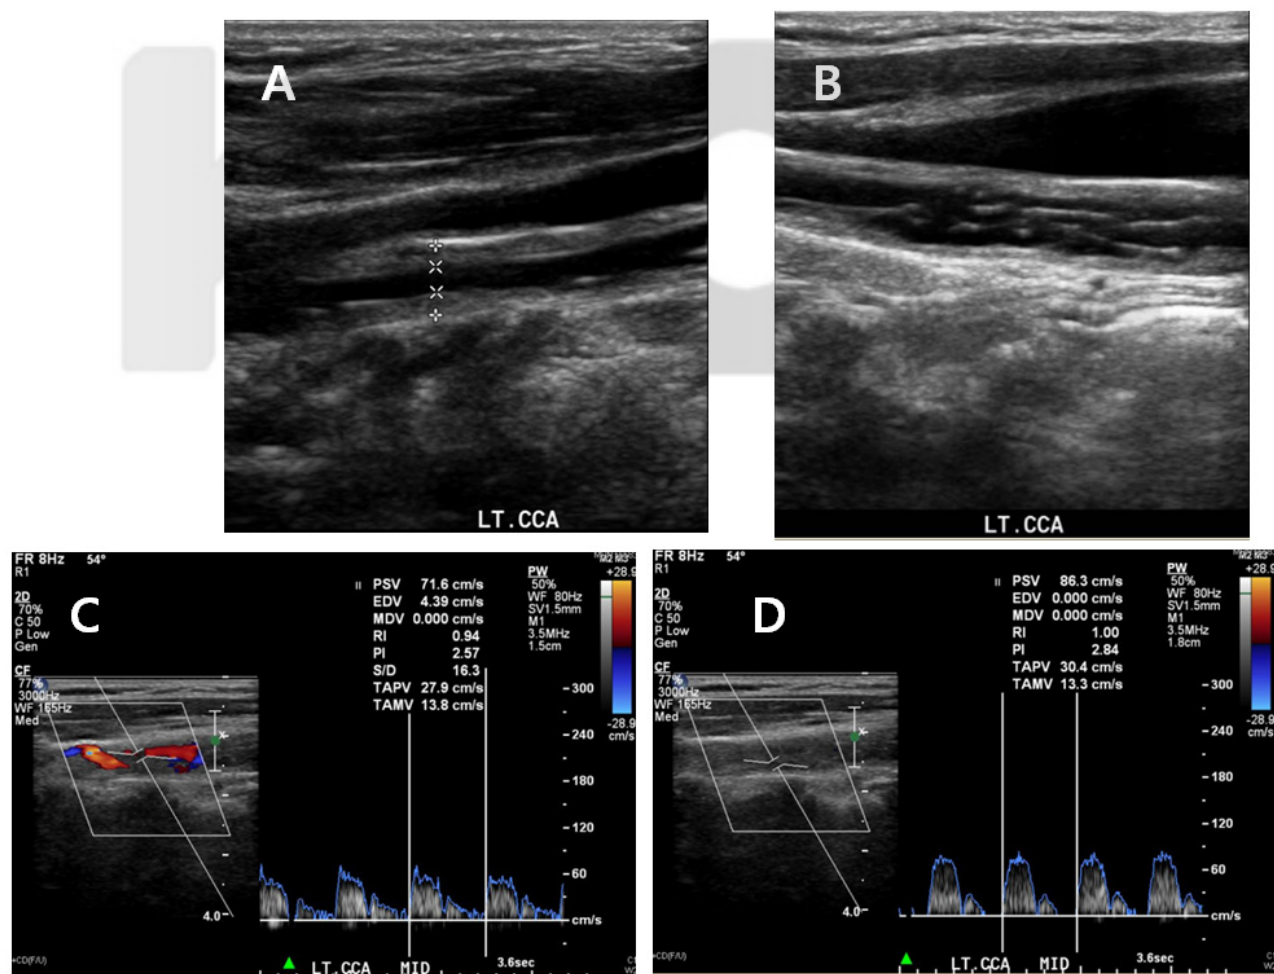 A
B
LT.CCA
LT.CCA
FR 8Hz 54°
R1
2D
70%
C 50
P Low
Gen
CF
77%
3000Hz
WF 165Hz
Med
C
PSV 71.6 cm/s
EDV 4.39 cm/s
MDV 0.000 cm/s
RI 0.94
PI 2.57
S/D 16.3
TAPV 27.9 cm/s
TAMV 13.8 cm/s
PW
50%
WF 80Hz
SV1.5mm
M1
3.5MHz
1.5cm
M2 M3
+28.9
-28.9
cm/s
300
240
180
120
60
cm/s
4.0
3.6sec
LT.CCA MID
FR 8Hz 54°
R1
2D
70%
C 50
P Low
Gen
CF
77%
3000Hz
WF 165Hz
Med
D
PSV 86.3 cm/s
EDV 0.000 cm/s
MDV 0.000 cm/s
RI 1.00
PI 2.84
TAPV 30.4 cm/s
TAMV 13.3 cm/s
PW
50%
WF 80Hz
SV1.5mm
M1
3.5MHz
1.8cm
M2 M3
+28.9
-28.9
cm/s
300
240
180
120
60
cm/s
4.0
3.6sec
LT.CCA MID